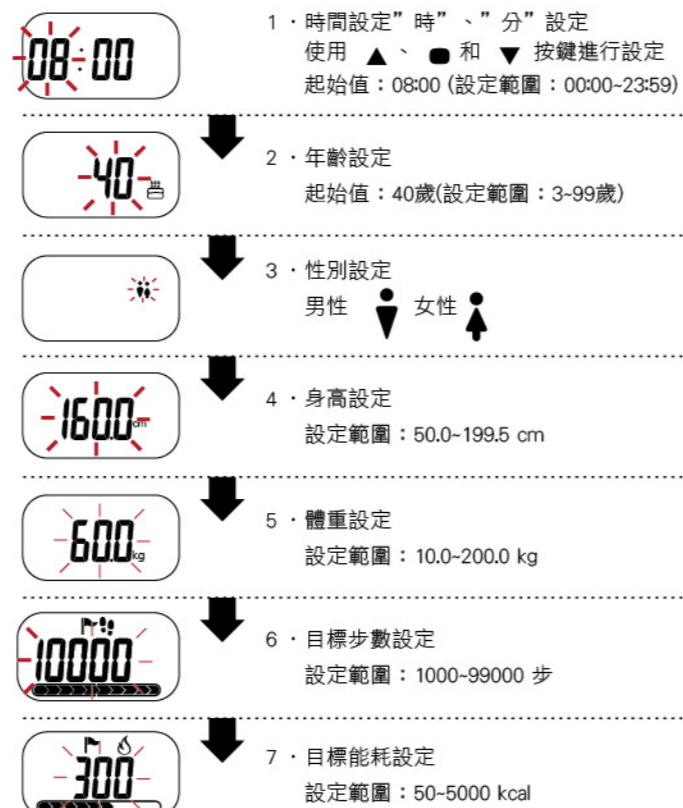 08:00
1．時間設定”時”、”分”設定
使用 ▲、 ● 和 ▼ 按鍵進行設定
起始值：08:00 (設定範圍：00:00~23:59)
40
2．年齡設定
起始值：40歲(設定範圍：3~99歲)
3．性別設定
男性 女性
160.0 cm
4．身高設定
設定範圍：50.0~199.5 cm
60.0 kg
5．體重設定
設定範圍：10.0~200.0 kg
10000
6．目標步數設定
設定範圍：1000~99000 步
300
7．目標能耗設定
設定範圍：50~5000 kcal